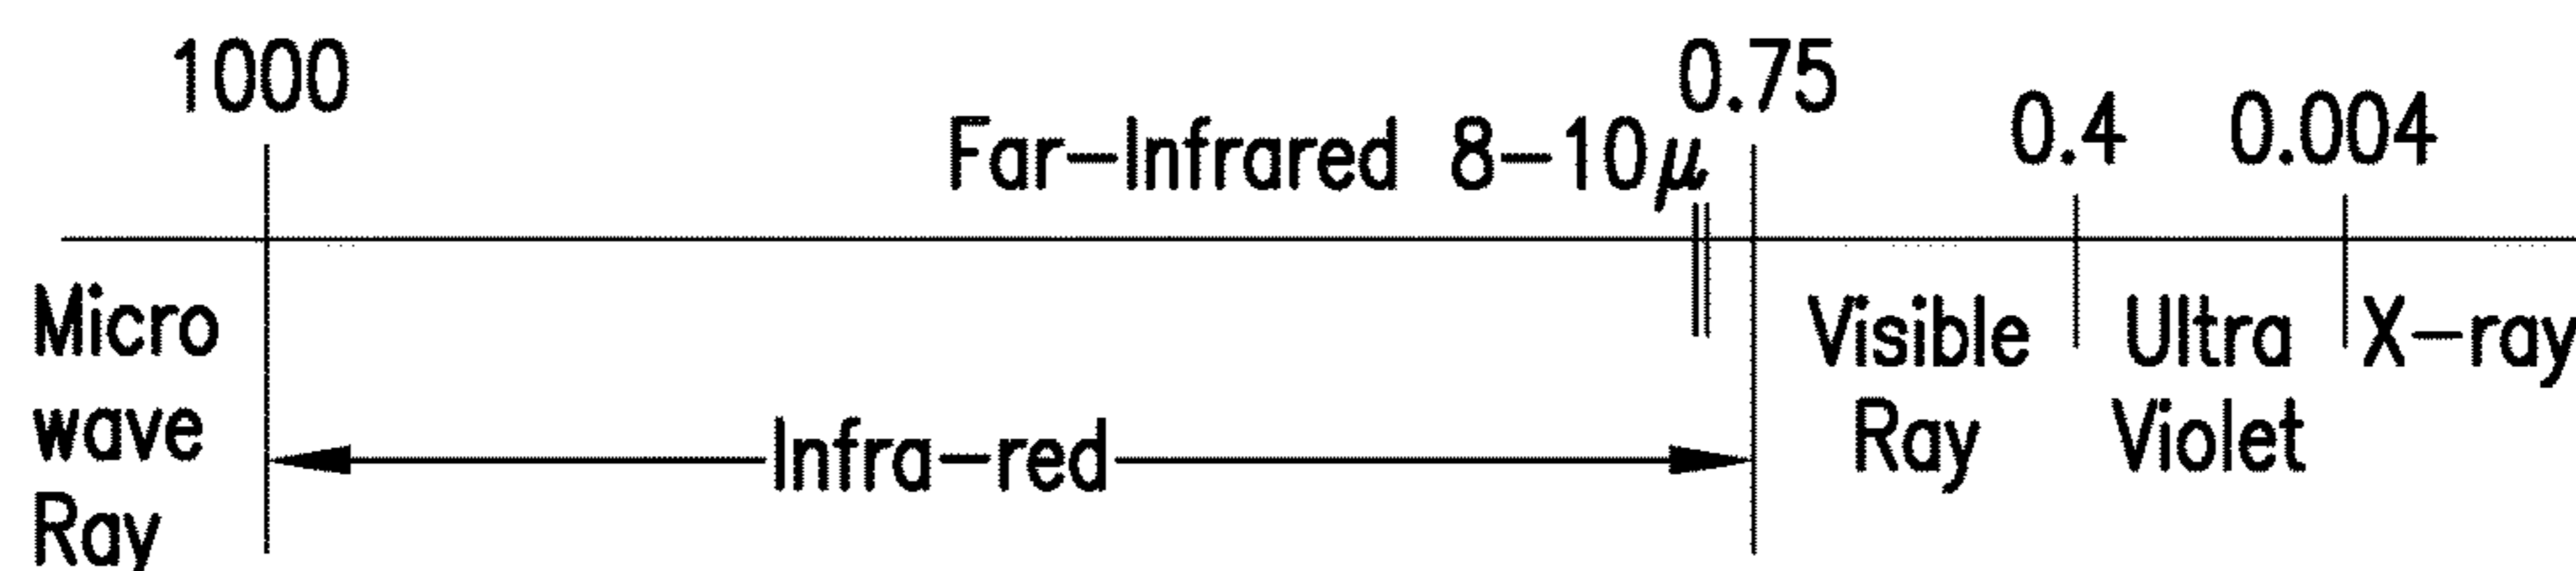 1000
Far-Infrared 8-10μ
0.75
0.4
0.004
Micro
wave
Ray
Infra-red
Visible
Ray
Ultra
Violet
X-ray